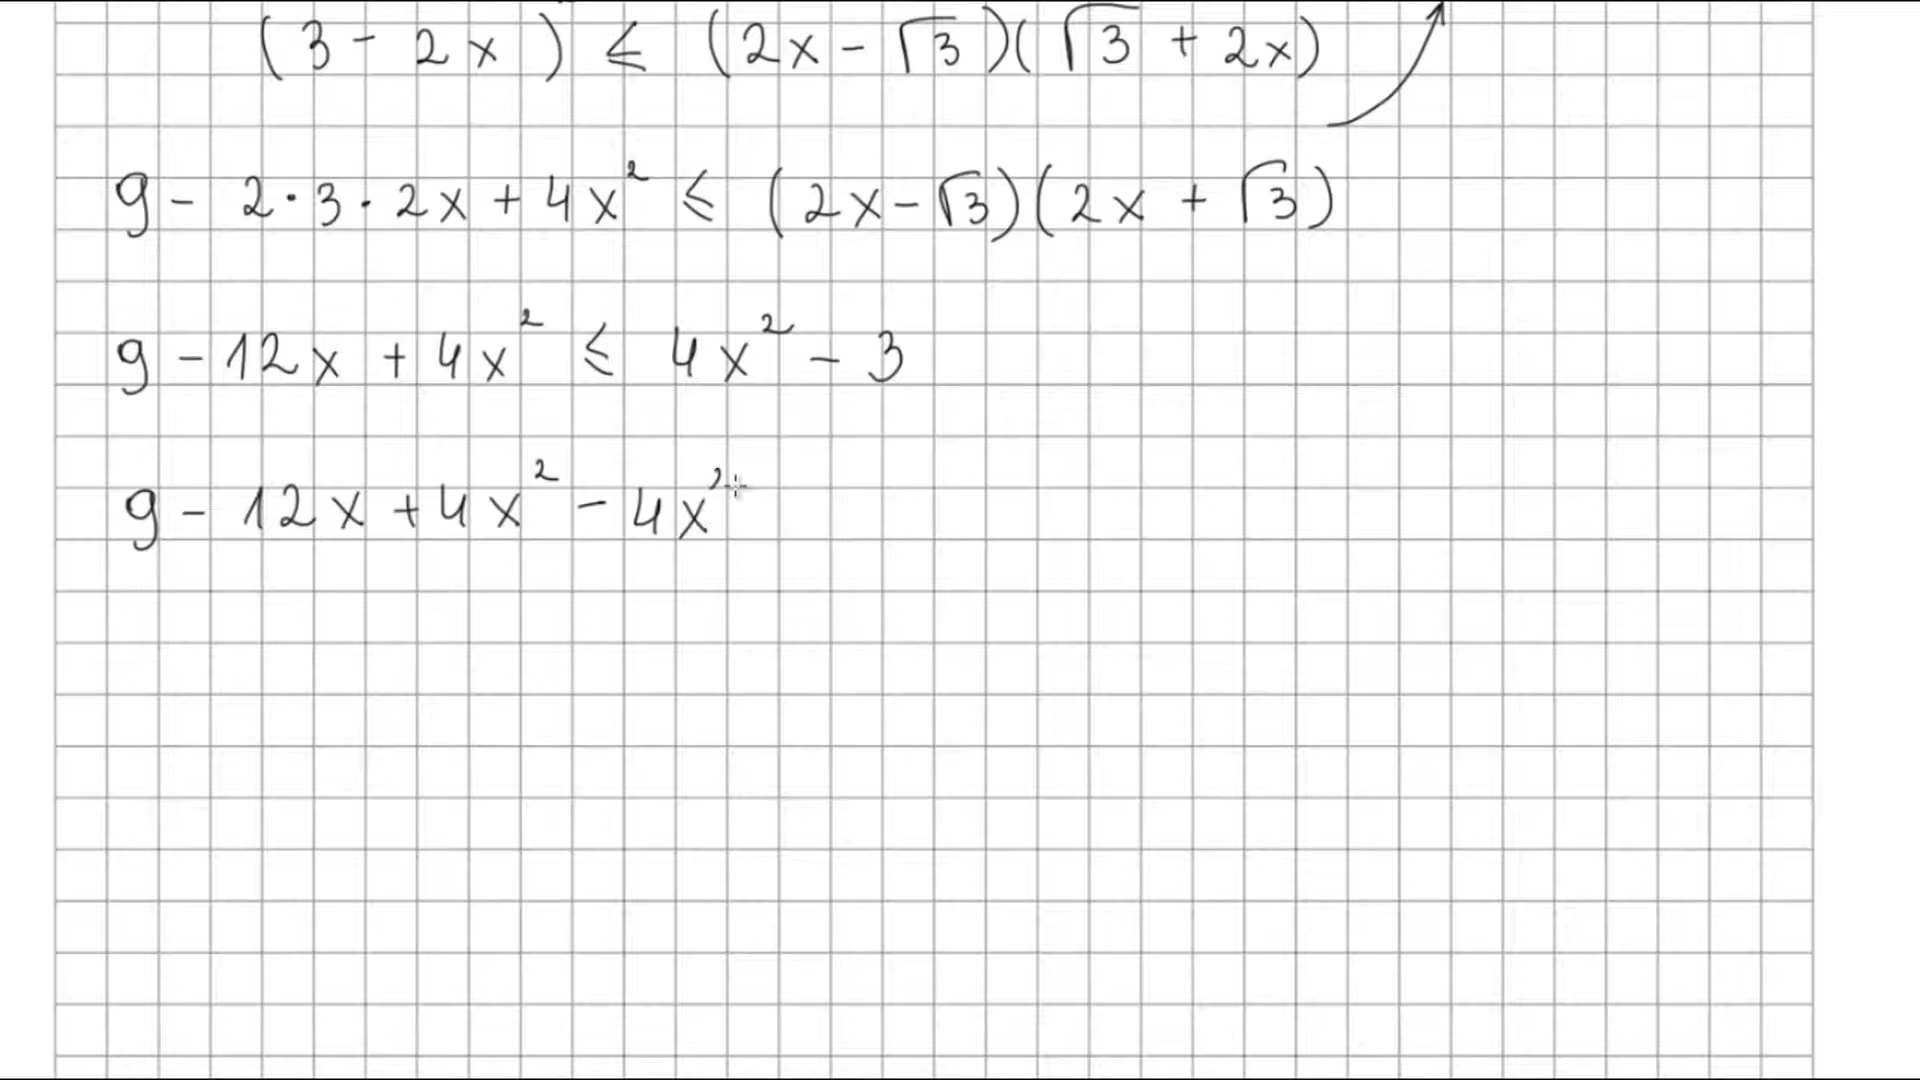 (3 - 2x) ≤ (2x - √3)(√3 + 2x)
9 - 2·3·2x + 4x² ≤ (2x - √3)(2x + √3)
9 - 12x + 4x² ≤ 4x² - 3
9 - 12x + 4x² - 4x